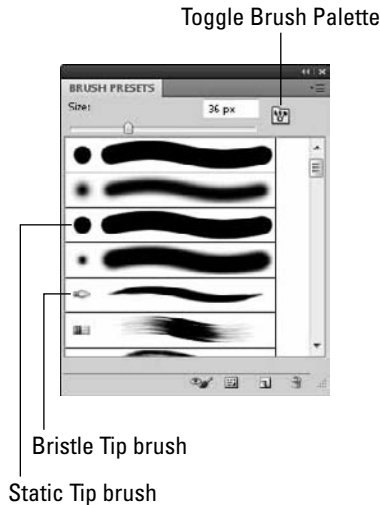 Toggle Brush Palette
BRUSH PRESETS
Size:
36 px
Bristle Tip brush
Static Tip brush